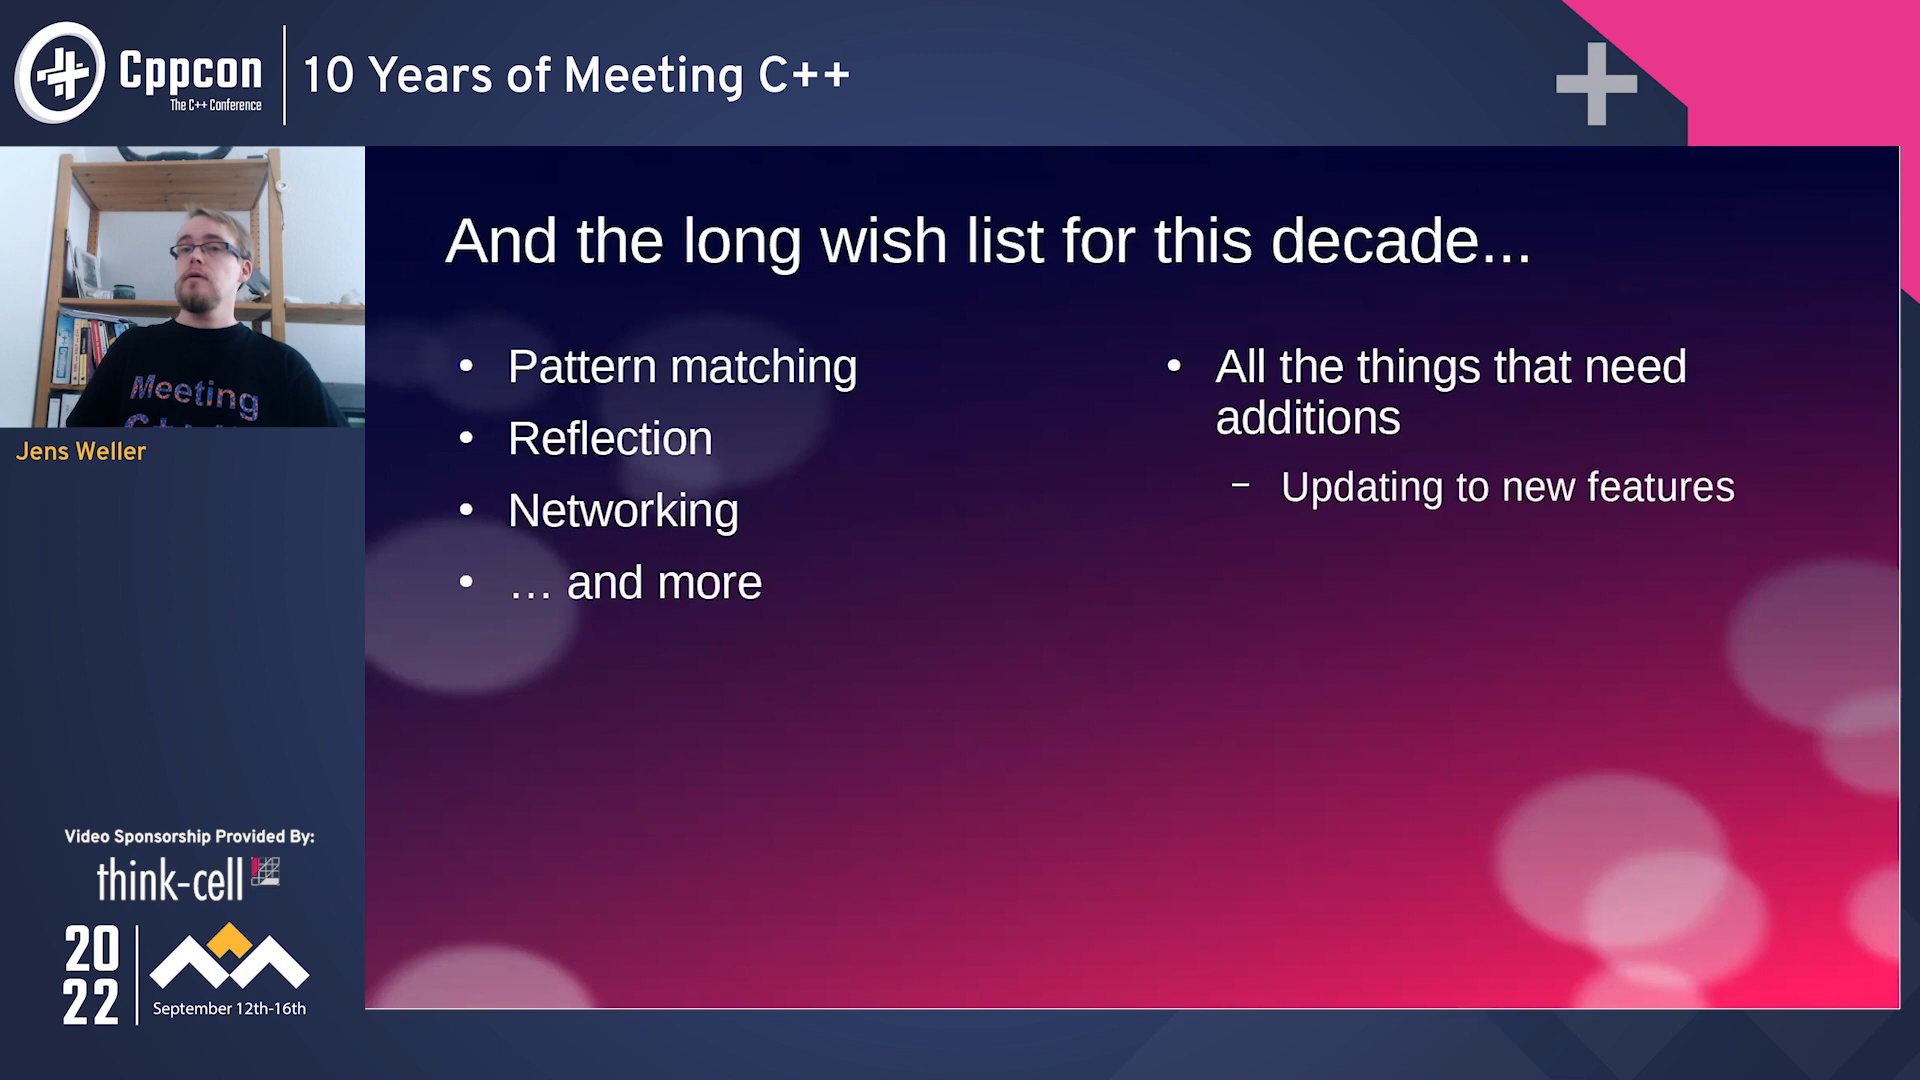 Cppcon
The C++ Conference
10 Years of Meeting C++
Meeting
Jens Weller
And the long wish list for this decade...
• Pattern matching
• Reflection
• Networking
• … and more
• All the things that need
additions
– Updating to new features
Video Sponsorship Provided By:
think-cell
20
22
September 12th-16th